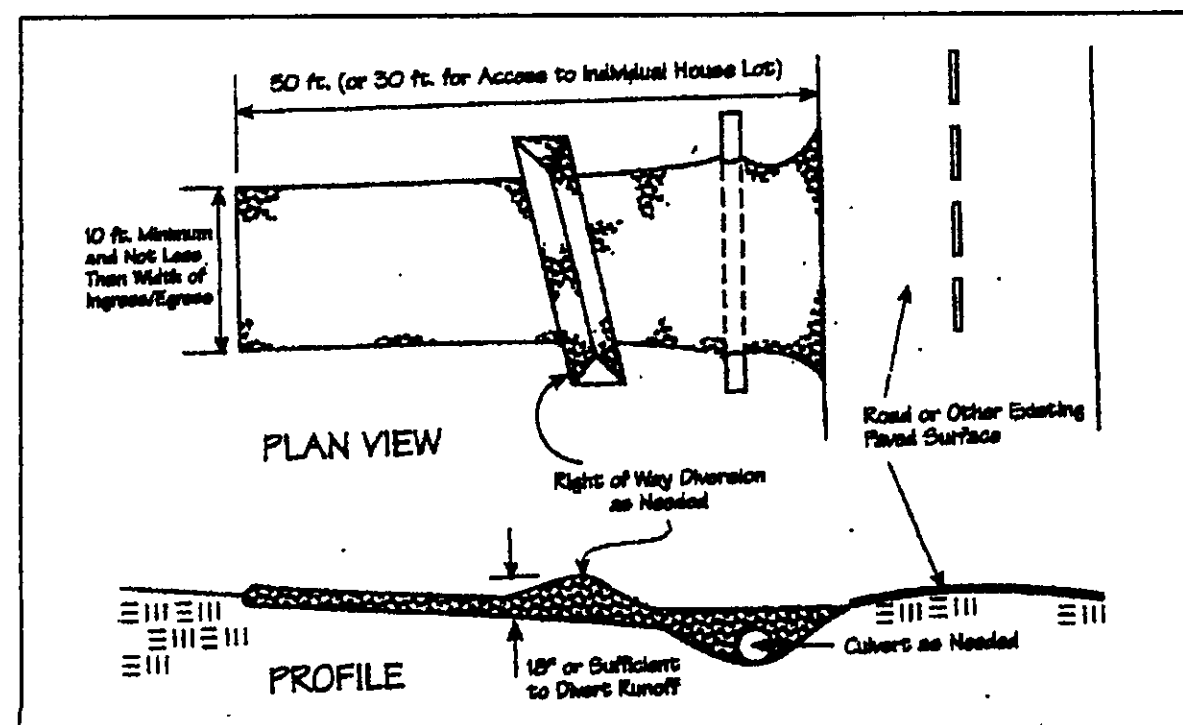 50 ft. (or 30 ft. for Access to Individual House Lot)
10 ft. Minimum
and Not Less
Than Width of
Ingress/Egress
PLAN VIEW
Road or Other Existing
Paved Surface
Right of Way Diversion
as Needed
Culvert as Needed
18" or Sufficient
to Divert Runoff
PROFILE